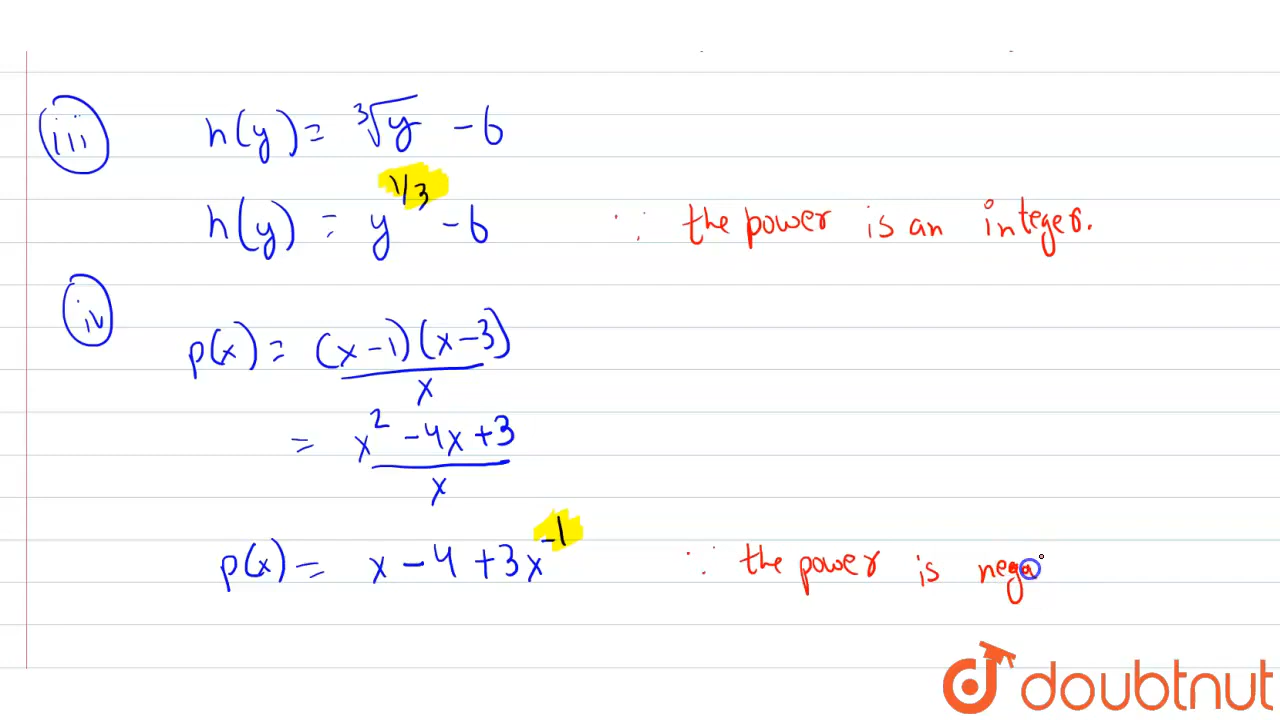 iii h(y) = ∛y - 6
h(y) = y^1/3 - 6 ∵ the power is an integer.
iv
p(x) = (x-1)(x-3)
x
= x^2 - 4x + 3
x
p(x) = x - 4 + 3x^-1 ∵ the power is nega
doubtnut